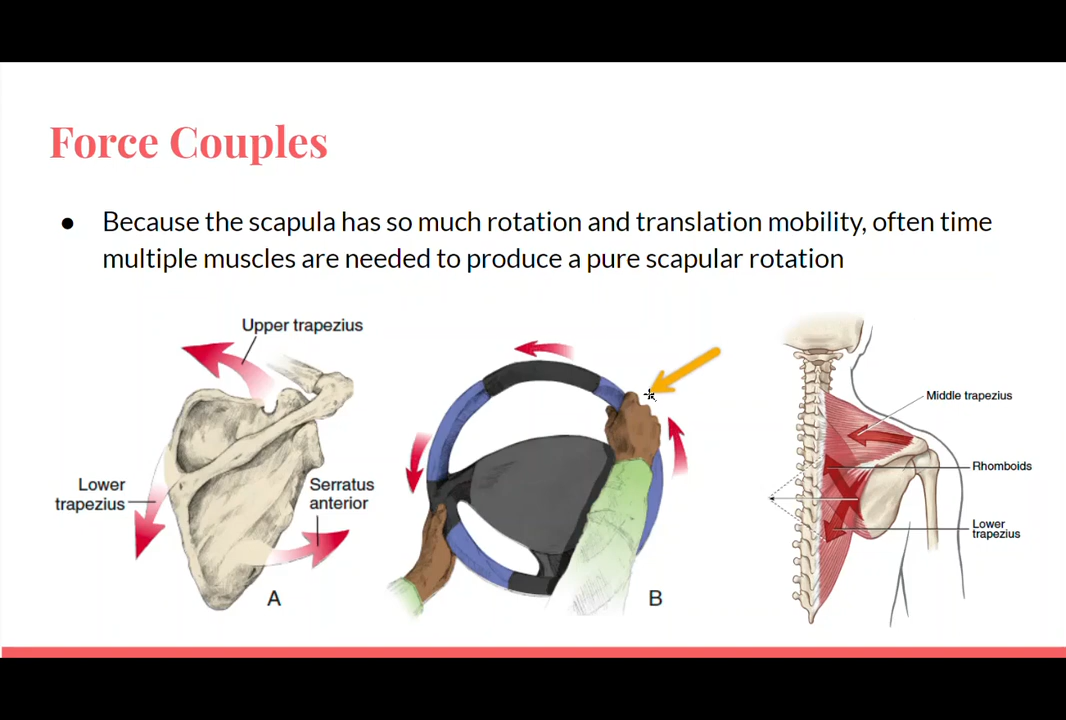 Force Couples
● Because the scapula has so much rotation and translation mobility, often time
multiple muscles are needed to produce a pure scapular rotation
Upper trapezius
Lower
trapezius
Serratus
anterior
A
B
Middle trapezius
Rhomboids
Lower
trapezius